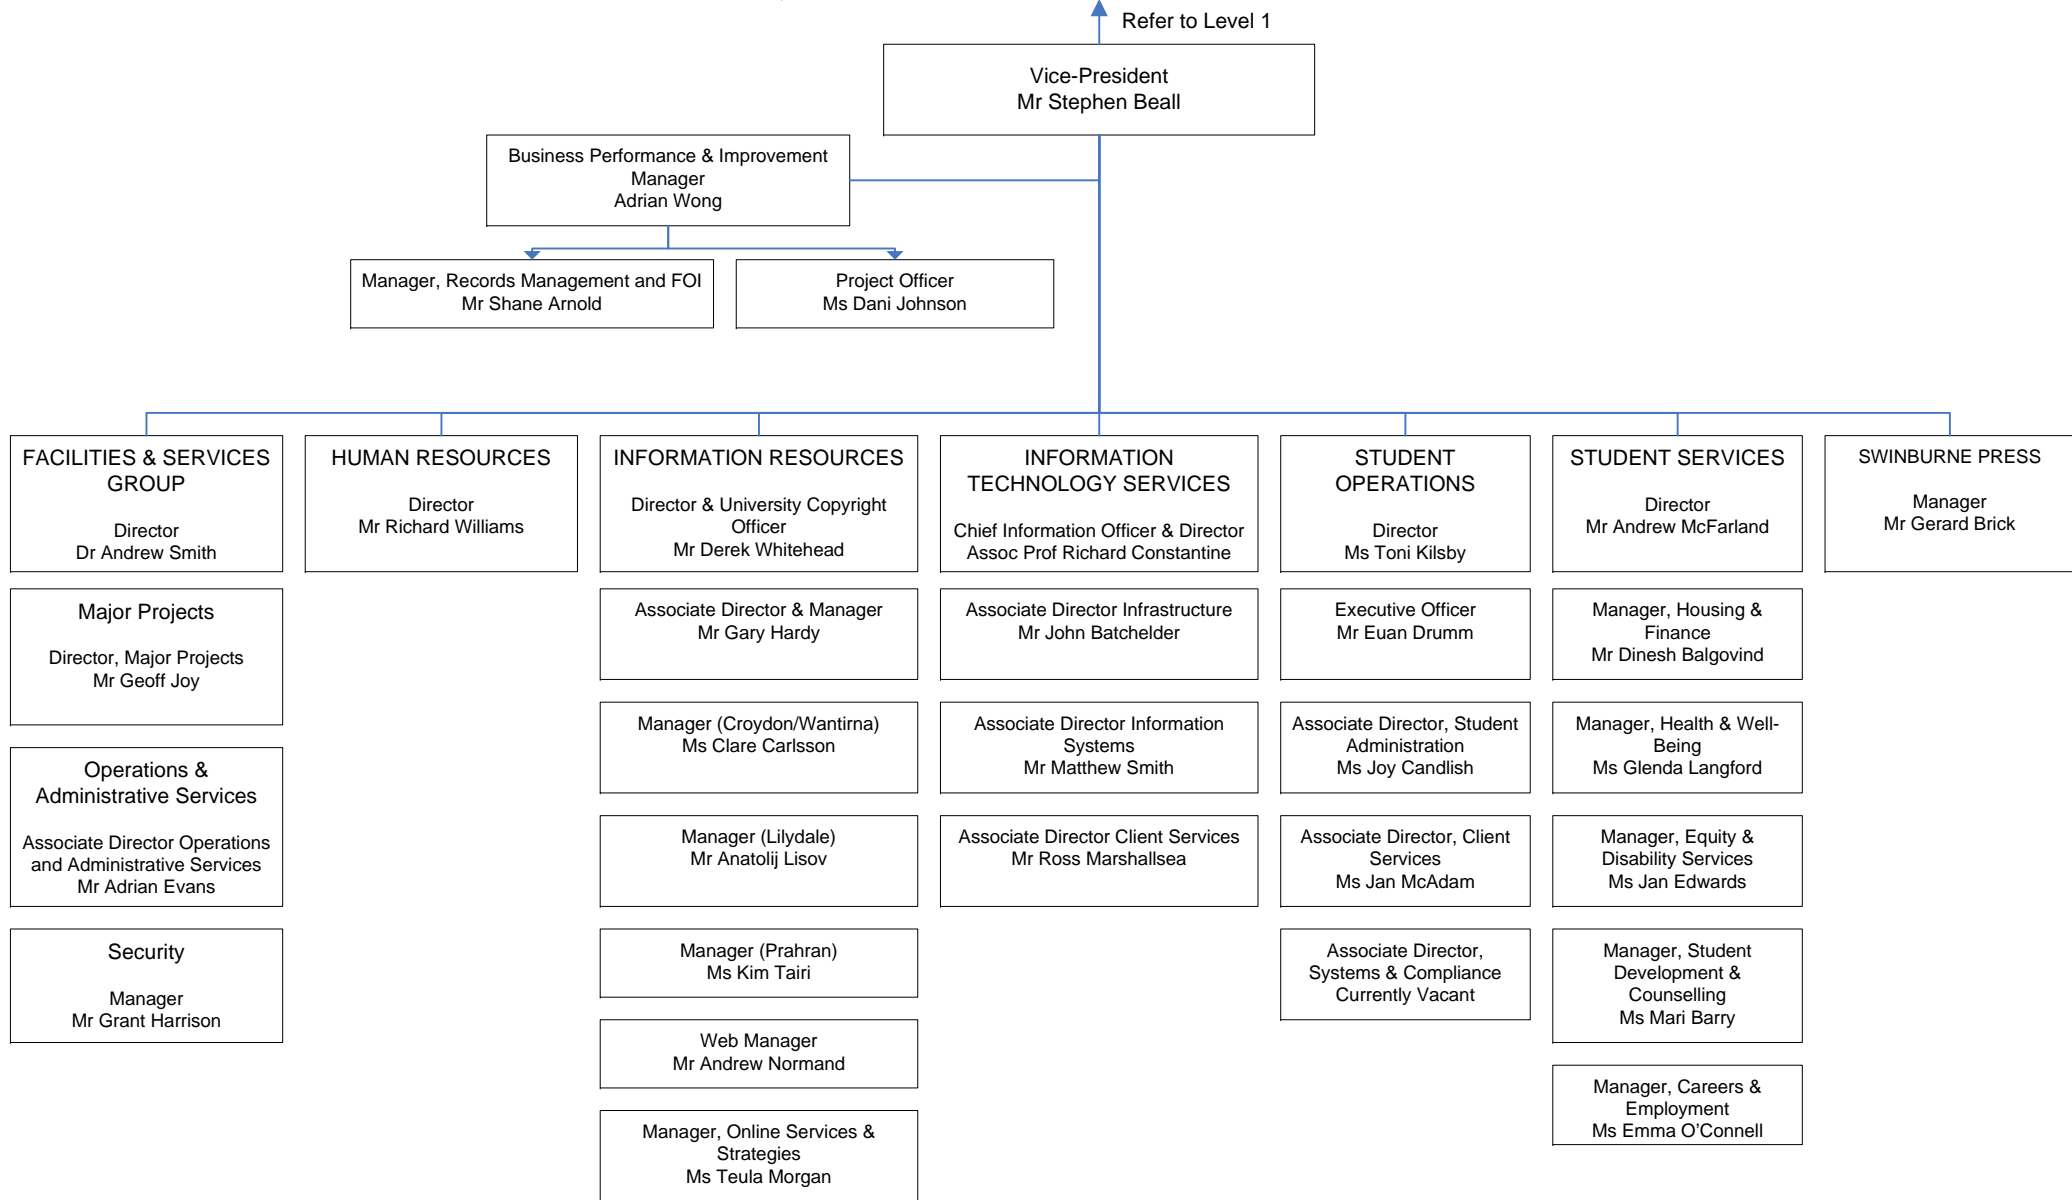 Refer to Level 1
Vice-President
Mr Stephen Beall
Business Performance & Improvement
Manager
Adrian Wong
Manager, Records Management and FOI
Mr Shane Arnold
Project Officer
Ms Dani Johnson
FACILITIES & SERVICES
GROUP
Director
Dr Andrew Smith
HUMAN RESOURCES
Director
Mr Richard Williams
INFORMATION RESOURCES
Director & University Copyright
Officer
Mr Derek Whitehead
INFORMATION
TECHNOLOGY SERVICES
Chief Information Officer & Director
Assoc Prof Richard Constantine
STUDENT
OPERATIONS
Director
Ms Toni Kilsby
STUDENT SERVICES
Director
Mr Andrew McFarland
SWINBURNE PRESS
Manager
Mr Gerard Brick
Major Projects
Director, Major Projects
Mr Geoff Joy
Operations &
Administrative Services
Associate Director Operations
and Administrative Services
Mr Adrian Evans
Security
Manager
Mr Grant Harrison
Associate Director & Manager
Mr Gary Hardy
Manager (Croydon/Wantirna)
Ms Clare Carlsson
Manager (Lilydale)
Mr Anatolij Lisov
Manager (Prahran)
Ms Kim Tairi
Web Manager
Mr Andrew Normand
Manager, Online Services &
Strategies
Ms Teula Morgan
Associate Director Infrastructure
Mr John Batchelder
Associate Director Information
Systems
Mr Matthew Smith
Associate Director Client Services
Mr Ross Marshallsea
Executive Officer
Mr Euan Drumm
Associate Director, Student
Administration
Ms Joy Candlish
Associate Director, Client
Services
Ms Jan McAdam
Associate Director,
Systems & Compliance
Currently Vacant
Manager, Housing &
Finance
Mr Dinesh Balgovind
Manager, Health & Well-
Being
Ms Glenda Langford
Manager, Equity &
Disability Services
Ms Jan Edwards
Manager, Student
Development &
Counselling
Ms Mari Barry
Manager, Careers &
Employment
Ms Emma O'Connell